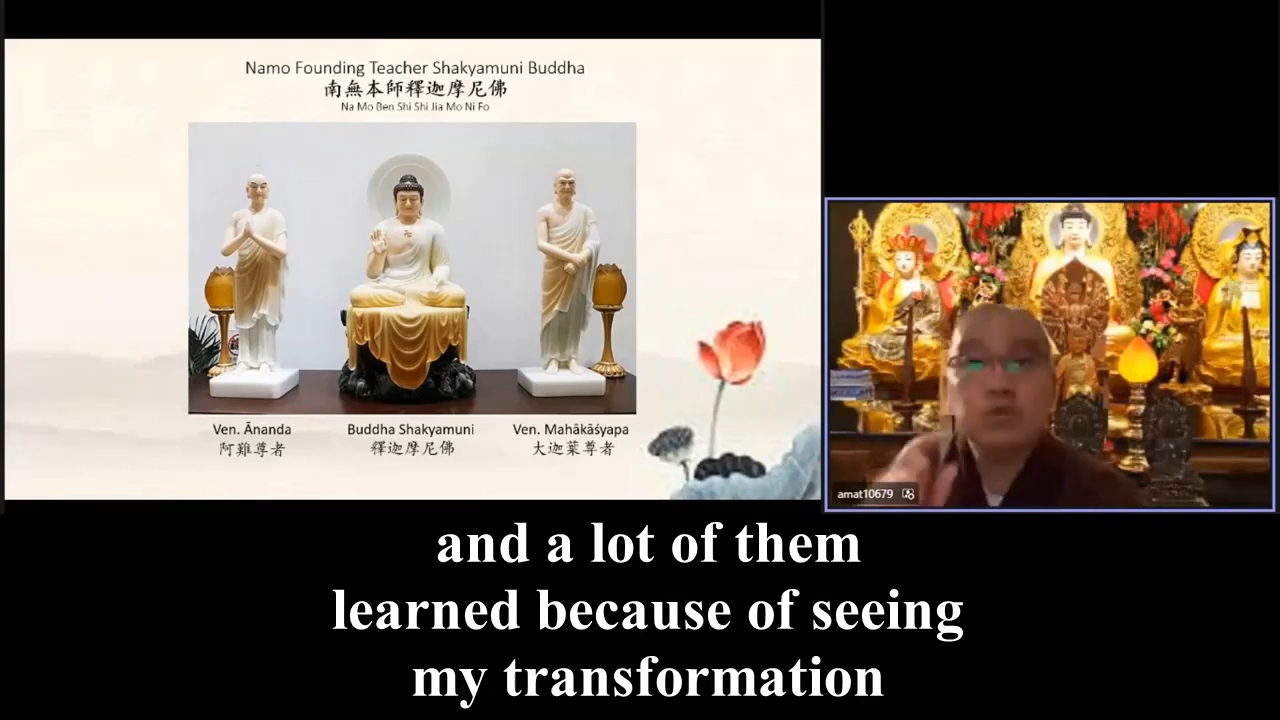 Namo Founding Teacher Shakyamuni Buddha
南無本師釋迦摩尼佛
Na Mo Ben Shi Shi Jia Mo Ni Fo
Ven. Ānanda
阿難尊者
Buddha Shakyamuni
釋迦摩尼佛
Ven. Mahākāśyapa
大迦葉尊者
amat10679
and a lot of them
learned because of seeing
my transformation